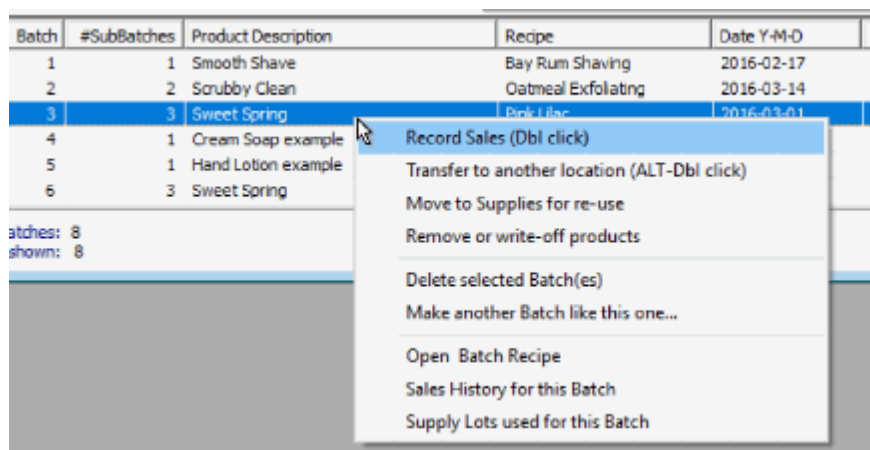 Batch #SubBatches Product Description Recipe Date Y-M-D
1 1 Smooth Shave Bay Rum Shaving 2016-02-17
2 2 Scrubby Clean Oatmeal Exfoliating 2016-03-14
3 3 Sweet Spring Pink Lilac 2016-03-01
4 1 Cream Soap example
5 1 Hand Lotion example
6 3 Sweet Spring
atches: 8
shown: 8
Record Sales (Dbl click)
Transfer to another location (ALT-Dbl click)
Move to Supplies for re-use
Remove or write-off products
Delete selected Batch(es)
Make another Batch like this one...
Open Batch Recipe
Sales History for this Batch
Supply Lots used for this Batch